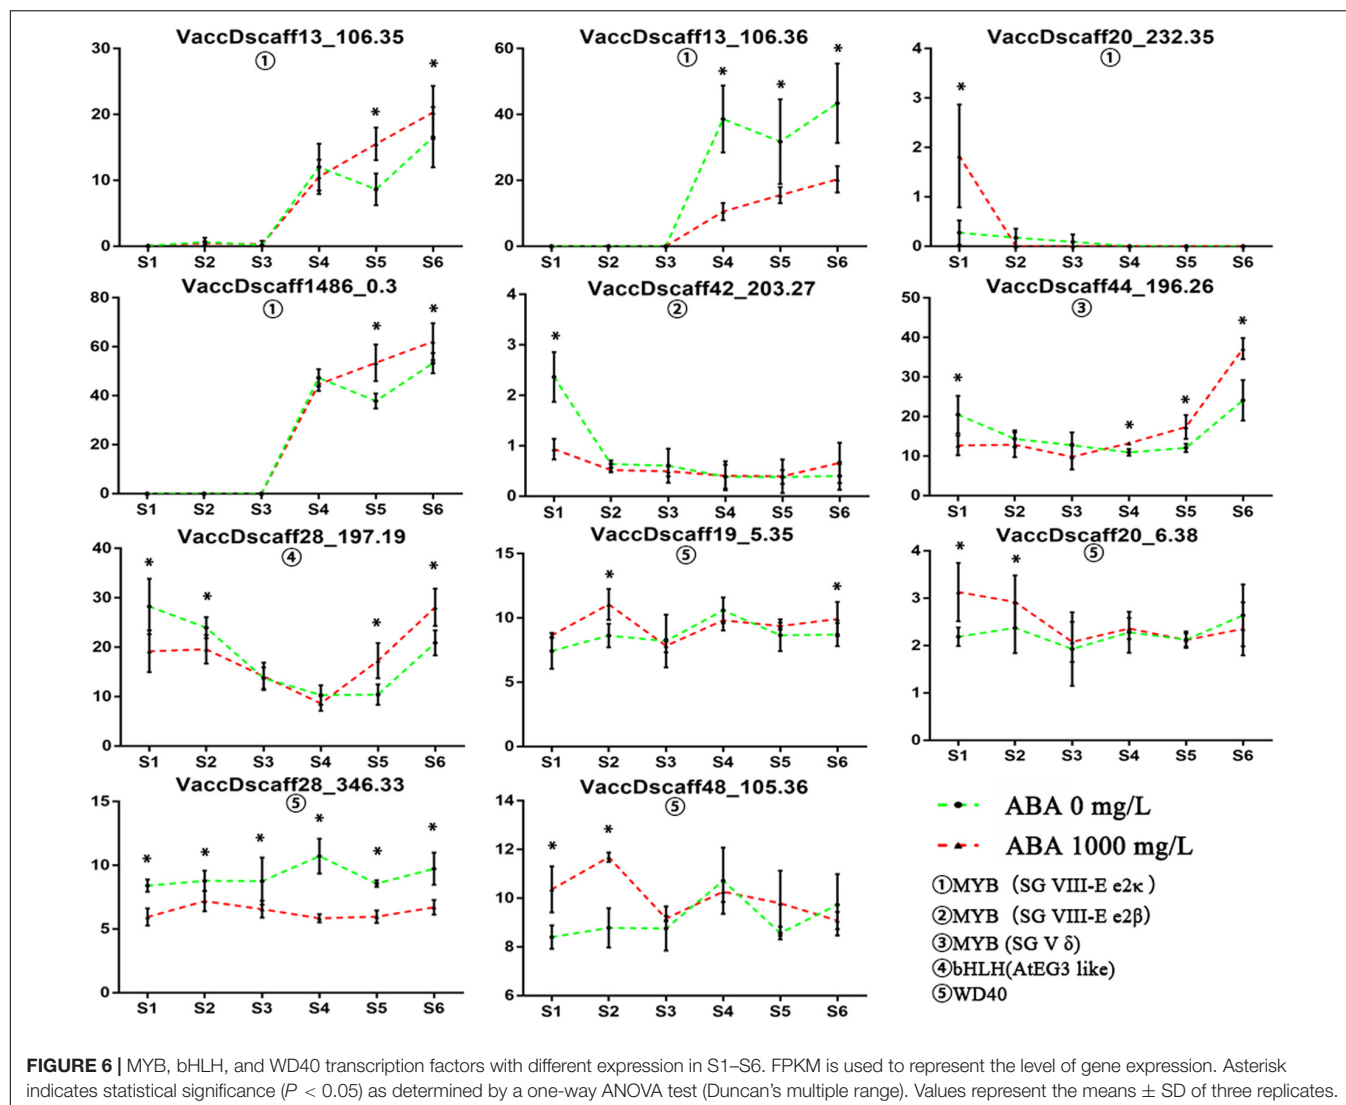 VaccDscaff13_106.35
①
30
20
10
0
S1 S2 S3 S4 S5 S6
* *
VaccDscaff13_106.36
①
60
40
20
0
S1 S2 S3 S4 S5 S6
* * *
VaccDscaff20_232.35
①
4
3
2
1
0
S1 S2 S3 S4 S5 S6
*
VaccDscaff1486_0.3
①
80
60
40
20
0
S1 S2 S3 S4 S5 S6
* *
VaccDscaff42_203.27
②
4
3
2
1
0
S1 S2 S3 S4 S5 S6
*
VaccDscaff44_196.26
③
50
40
30
20
10
0
S1 S2 S3 S4 S5 S6
* * * *
VaccDscaff28_197.19
④
40
30
20
10
0
S1 S2 S3 S4 S5 S6
* * * *
VaccDscaff19_5.35
⑤
15
10
5
0
S1 S2 S3 S4 S5 S6
* *
VaccDscaff20_6.38
⑤
4
3
2
1
0
S1 S2 S3 S4 S5 S6
* *
VaccDscaff28_346.33
⑤
15
10
5
0
S1 S2 S3 S4 S5 S6
* * * * * *
VaccDscaff48_105.36
⑤
14
12
10
8
6
S1 S2 S3 S4 S5 S6
* *
ABA 0 mg/L
ABA 1000 mg/L
①MYB（SG VIII-E e2κ）
②MYB（SG VIII-E e2β）
③MYB (SG V δ)
④bHLH(AtEG3 like)
⑤WD40
FIGURE 6 | MYB, bHLH, and WD40 transcription factors with different expression in S1–S6. FPKM is used to represent the level of gene expression. Asterisk
indicates statistical significance (P < 0.05) as determined by a one-way ANOVA test (Duncan's multiple range). Values represent the means ± SD of three replicates.